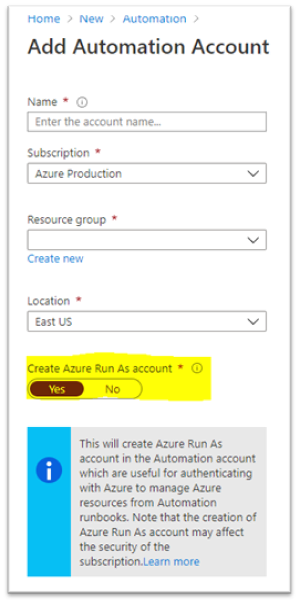 Home > New > Automation >
Add Automation Account
Name * i
Enter the account name...
Subscription *
Azure Production
Resource group *
Create new
Location *
East US
Create Azure Run As account * i
Yes No
i
This will create Azure Run As
account in the Automation account
which are useful for authenticating
with Azure to manage Azure
resources from Automation
runbooks. Note that the creation of
Azure Run As account may affect
the security of the
subscription.Learn more